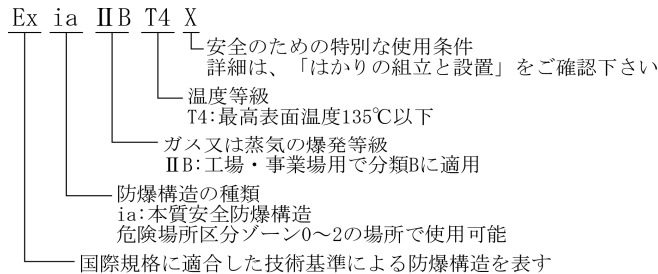 Ex ia ⅡB T4 X
安全のための特別な使用条件
詳細は、「はかりの組立と設置」をご確認下さい
温度等級
T4:最高表面温度135℃以下
ガス又は蒸気の爆発等級
ⅡB:工場・事業場用で分類Bに適用
防爆構造の種類
ia:本質安全防爆構造
危険場所区分ゾーン0～2の場所で使用可能
国際規格に適合した技術基準による防爆構造を表す